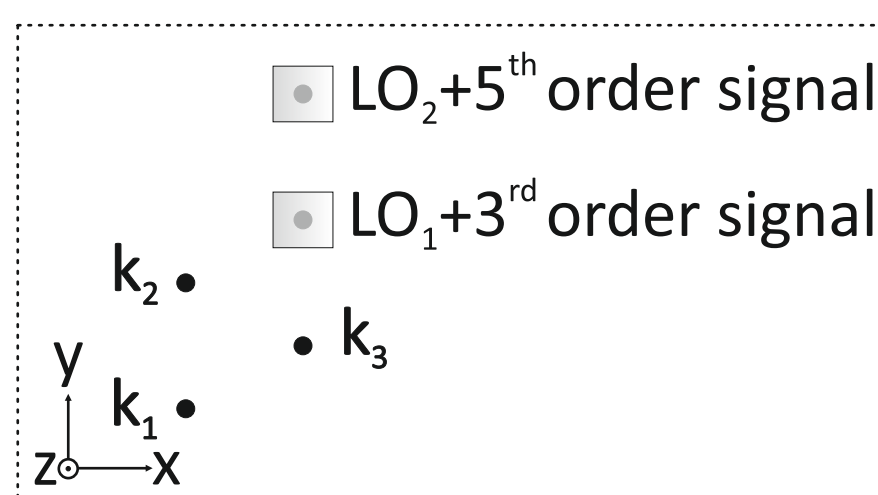 LO₂+5ᵗʰ order signal
LO₁+3ʳᵈ order signal
k₂
k₃
y
k₁
z
x